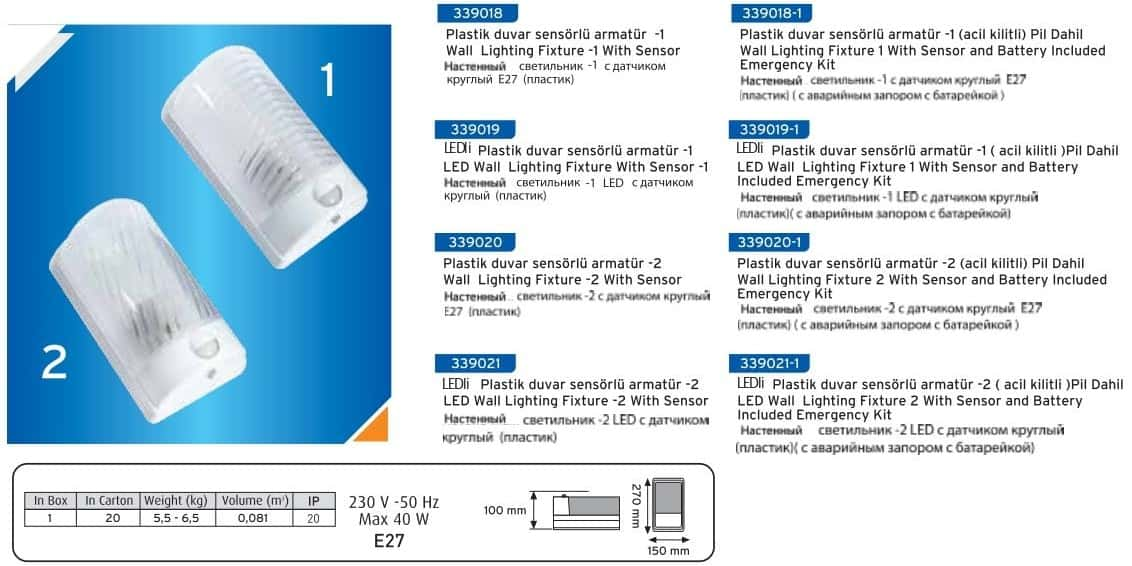 1
2
339018
Plastik duvar sensörlü armatür -1
Wall Lighting Fixture -1 With Sensor
Настенный светильник -1 с датчиком
круглый E27 (пластик)
339019
LEDli Plastik duvar sensörlü armatür -1
LED Wall Lighting Fixture With Sensor -1
Настенный светильник -1 LED с датчиком
круглый (пластик)
339020
Plastik duvar sensörlü armatür -2
Wall Lighting Fixture -2 With Sensor
Настенный светильник -2 с датчиком круглый
E27 (пластик)
339021
LEDli Plastik duvar sensörlü armatür -2
LED Wall Lighting Fixture -2 With Sensor
Настенный светильник -2 LED с датчиком
круглый (пластик)
339018-1
Plastik duvar sensörlü armatür -1 (acil kilitli) Pil Dahil
Wall Lighting Fixture 1 With Sensor and Battery Included
Emergency Kit
Настенный светильник -1 с датчиком круглый E27
(пластик) ( с аварийным запором с батарейкой )
339019-1
LEDli Plastik duvar sensörlü armatür -1 ( acil kilitli )Pil Dahil
LED Wall Lighting Fixture 1 With Sensor and Battery
Included Emergency Kit
Настенный светильник -1 LED с датчиком круглый
(пластик)( с аварийным запором с батарейкой)
339020-1
Plastik duvar sensörlü armatür -2 (acil kilitli) Pil Dahil
Wall Lighting Fixture 2 With Sensor and Battery Included
Emergency Kit
Настенный светильник -2 с датчиком круглый E27
(пластик) ( с аварийным запором с батарейкой )
339021-1
LEDli Plastik duvar sensörlü armatür -2 ( acil kilitli )Pil Dahil
LED Wall Lighting Fixture 2 With Sensor and Battery
Included Emergency Kit
Настенный светильник -2 LED с датчиком круглый
(пластик)( с аварийным запором с батарейкой)
In Box In Carton Weight (kg) Volume (m³) IP
1 20 5,5 - 6,5 0,081 20
230 V -50 Hz
Max 40 W
E27
100 mm
270 mm
150 mm